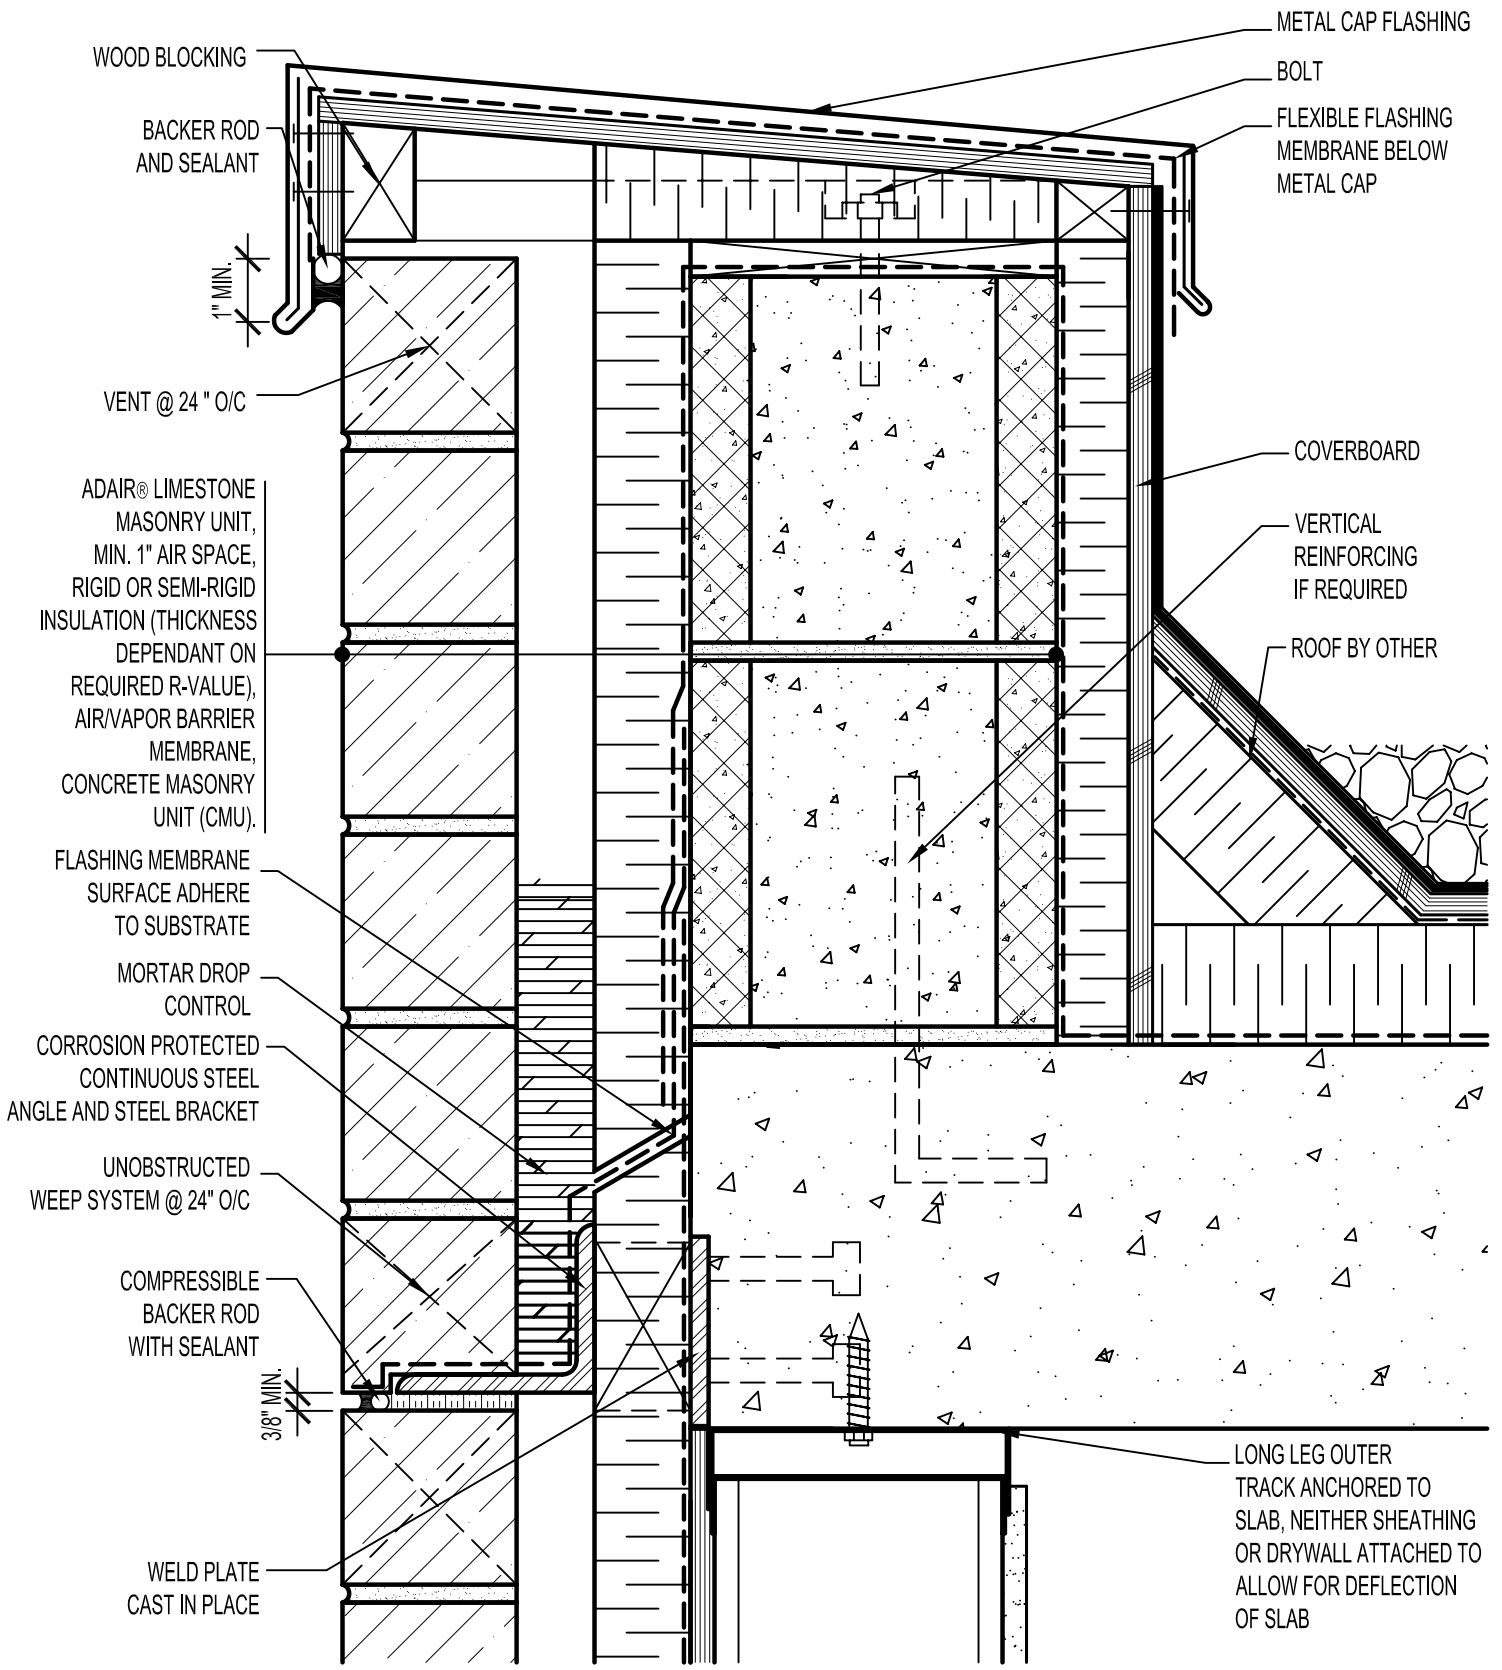 WOOD BLOCKING
BACKER ROD
AND SEALANT
1" MIN.
VENT @ 24 " O/C
ADAIR® LIMESTONE
MASONRY UNIT,
MIN. 1" AIR SPACE,
RIGID OR SEMI-RIGID
INSULATION (THICKNESS
DEPENDANT ON
REQUIRED R-VALUE),
AIR/VAPOR BARRIER
MEMBRANE,
CONCRETE MASONRY
UNIT (CMU).
FLASHING MEMBRANE
SURFACE ADHERE
TO SUBSTRATE
MORTAR DROP
CONTROL
CORROSION PROTECTED
CONTINUOUS STEEL
ANGLE AND STEEL BRACKET
UNOBSTRUCTED
WEEP SYSTEM @ 24" O/C
COMPRESSIBLE
BACKER ROD
WITH SEALANT
3/8" MIN.
WELD PLATE
CAST IN PLACE
METAL CAP FLASHING
BOLT
FLEXIBLE FLASHING
MEMBRANE BELOW
METAL CAP
COVERBOARD
VERTICAL
REINFORCING
IF REQUIRED
ROOF BY OTHER
LONG LEG OUTER
TRACK ANCHORED TO
SLAB, NEITHER SHEATHING
OR DRYWALL ATTACHED TO
ALLOW FOR DEFLECTION
OF SLAB